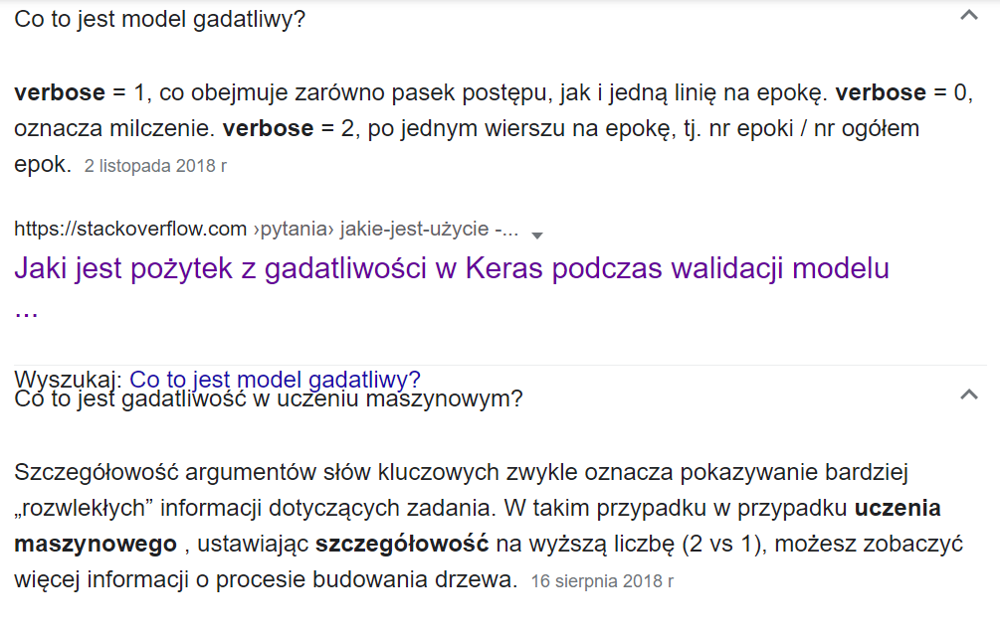 Co to jest model gadatliwy?
verbose = 1, co obejmuje zarówno pasek postępu, jak i jedną linię na epokę. verbose = 0,
oznacza milczenie. verbose = 2, po jednym wierszu na epokę, tj. nr epoki / nr ogółem
epok. 2 listopada 2018 r
https://stackoverflow.com ›pytania› jakie-jest-użycie -...
Jaki jest pożytek z gadatliwości w Keras podczas walidacji modelu
...
Wyszukaj: Co to jest model gadatliwy?
Co to jest gadatliwość w uczeniu maszynowym?
Szczegółowość argumentów słów kluczowych zwykle oznacza pokazywanie bardziej
„rozwlekłych” informacji dotyczących zadania. W takim przypadku w przypadku uczenia
maszynowego , ustawiając szczegółowość na wyższą liczbę (2 vs 1), możesz zobaczyć
więcej informacji o procesie budowania drzewa. 16 sierpnia 2018 r